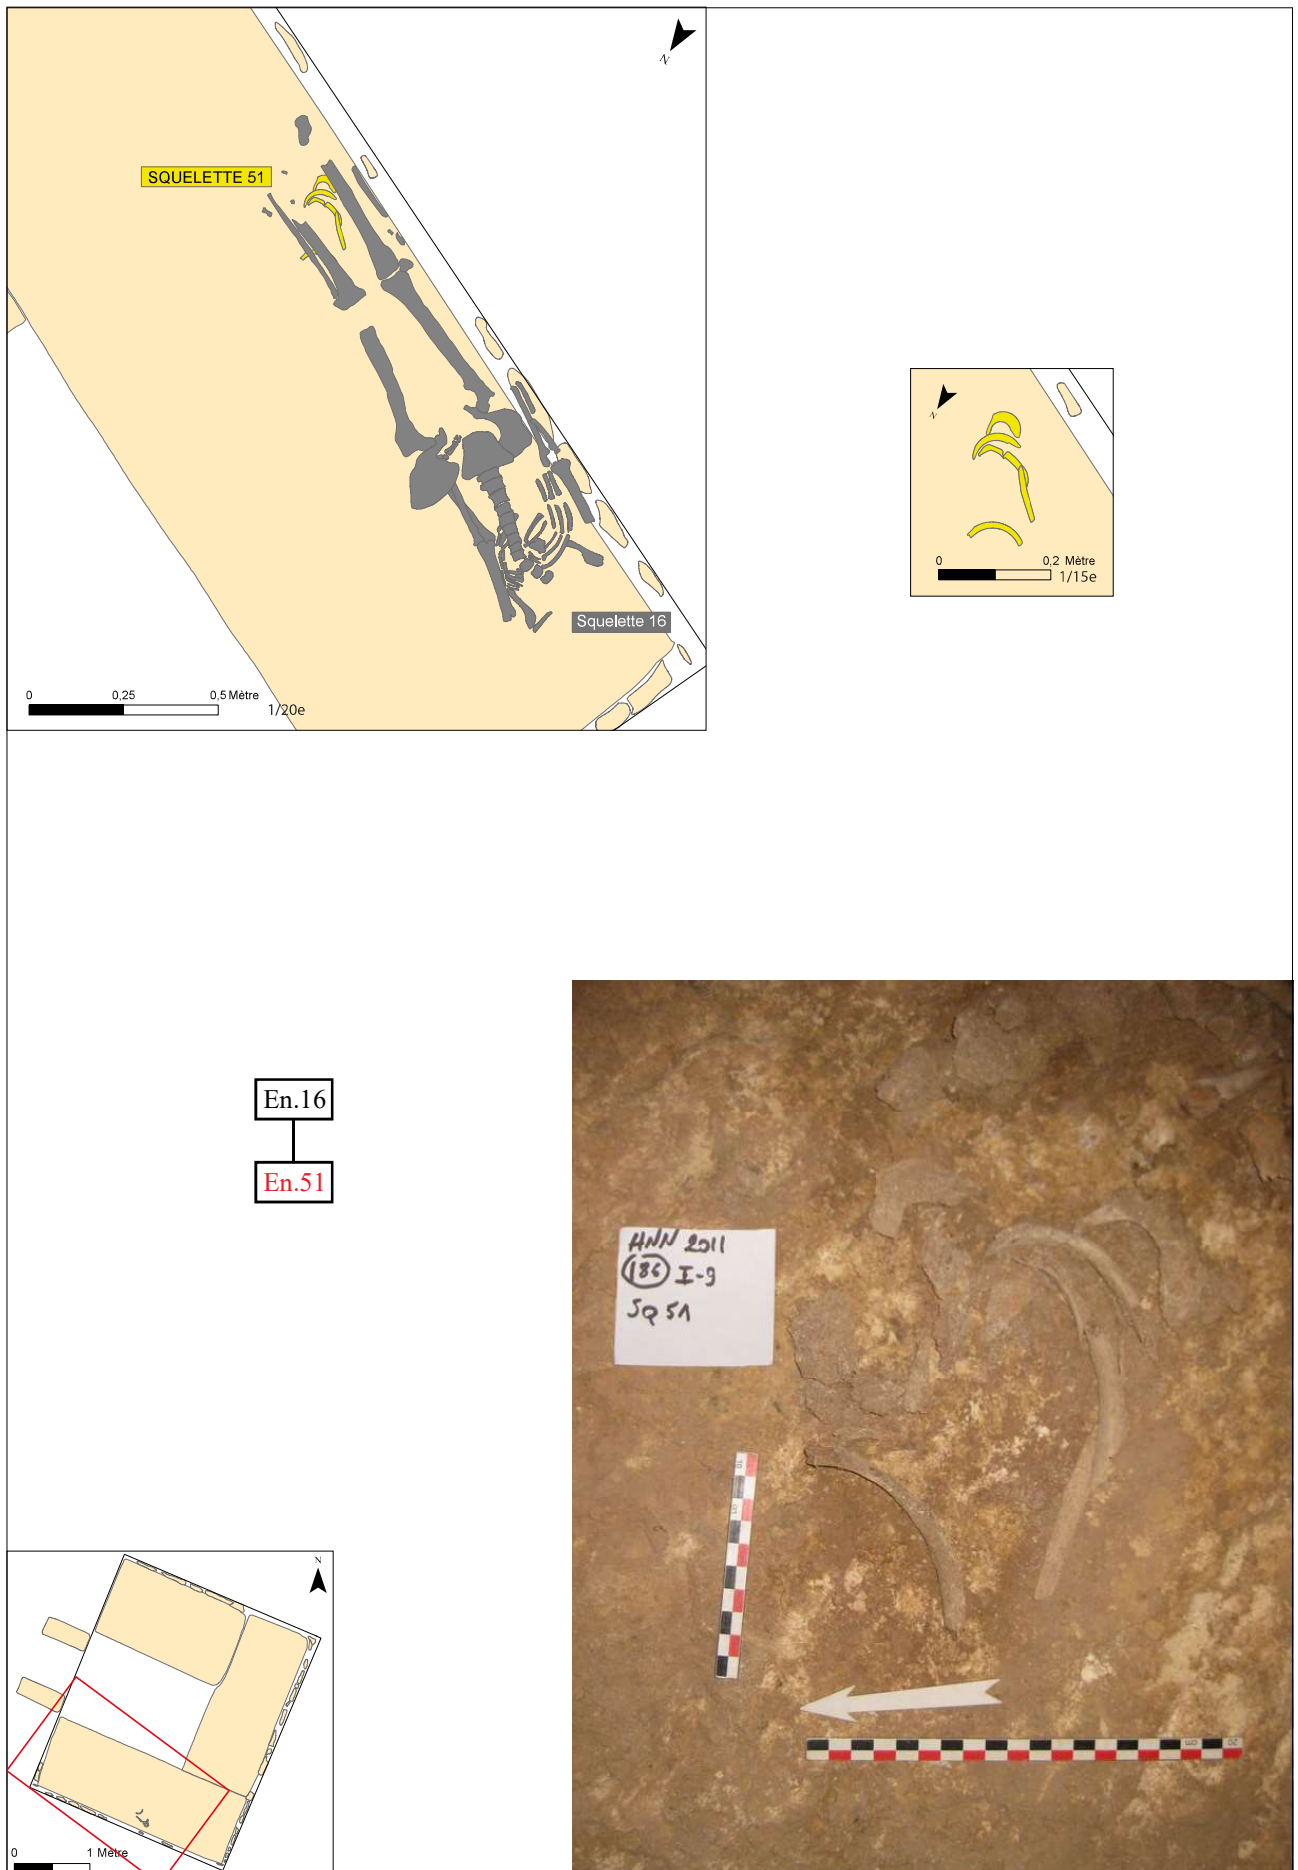 N
SQUELETTE 51
Squelette 16
0 0,25 0,5 Mètre
1/20e
N
0 0,2 Mètre
1/15e
En.16
En.51
HNN 2011
186 I-9
SQ 51
N
0 1 Mètre